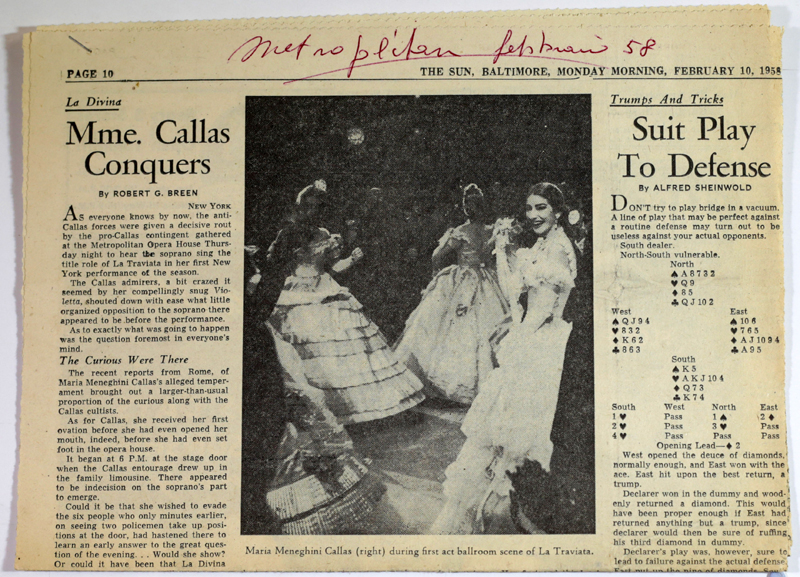 Metropolitan febbraio 58
PAGE 10
THE SUN, BALTIMORE, MONDAY MORNING, FEBRUARY 10, 1958
La Divina
Mme. Callas
Conquers
By ROBERT G. BREEN
NEW YORK
As everyone knows by now, the anti-
Callas forces were given a decisive rout
by the pro-Callas contingent gathered
at the Metropolitan Opera House Thurs-
day night to hear the soprano sing the
title role of La Traviata in her first New
York performance of the season.
The Callas admirers, a bit crazed it
seemed by her compellingly snug Vio-
letta, shouted down with ease what little
organized opposition to the soprano there
appeared to be before the performance.
As to exactly what was going to happen
was the question foremost in everyone's
mind.
The Curious Were There
The recent reports from Rome, of
Maria Meneghini Callas's alleged temper-
ament brought out a larger-than-usual
proportion of the curious along with the
Callas cultists.
As for Callas, she received her first
ovation before she had even opened her
mouth, indeed, before she had even set
foot in the opera house.
It began at 6 P.M. at the stage door
when the Callas entourage drew up in
the family limousine. There appeared
to be indecision on the soprano's part
to emerge.
Could it be that she wished to evade
the six people who only minutes earlier,
on seeing two policemen take up posi-
tions at the door, had hastened there to
learn an early answer to the great ques-
tion of the evening. . . Would she show?
Or could it have been that La Divina
Maria Meneghini Callas (right) during first act ballroom scene of La Traviata.
Trumps And Tricks
Suit Play
To Defense
By ALFRED SHEINWOLD
DON'T try to play bridge in a vacuum.
A line of play that may be perfect against
a routine defense may turn out to be
useless against your actual opponents.
South dealer.
North-South vulnerable.
North
♠ A 8 7 3 2
♥ Q 9
♦ 8 5
♣ Q J 10 2
West East
♠ Q J 9 4 ♠ 10 6
♥ 8 3 2 ♥ 7 6 5
♦ K 6 2 ♦ A J 10 9 4
♣ 8 6 3 ♣ A 9 5
South
♠ K 5
♥ A K J 10 4
♦ Q 7 3
♣ K 7 4
South West North East
1 ♥ Pass 1 ♠ 2 ♦
2 ♥ Pass 3 ♥ Pass
4 ♥ Pass Pass Pass
Opening Lead—♦ 2
West opened the deuce of diamonds,
normally enough, and East won with the
ace. East hit upon the best return, a
trump.
Declarer won in the dummy and wood-
enly returned a diamond. This would
have been proper enough if East had
returned anything but a trump, since
declarer would then be sure of ruffing
his third diamond in dummy.
Declarer's play was, however, sure to
lead to failure against the actual defense.
East put up the nine of diamonds, South